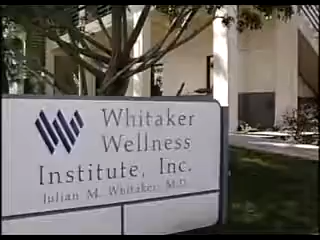 Whitaker
Wellness
Institute, Inc.
Julian M. Whitaker, M.D.